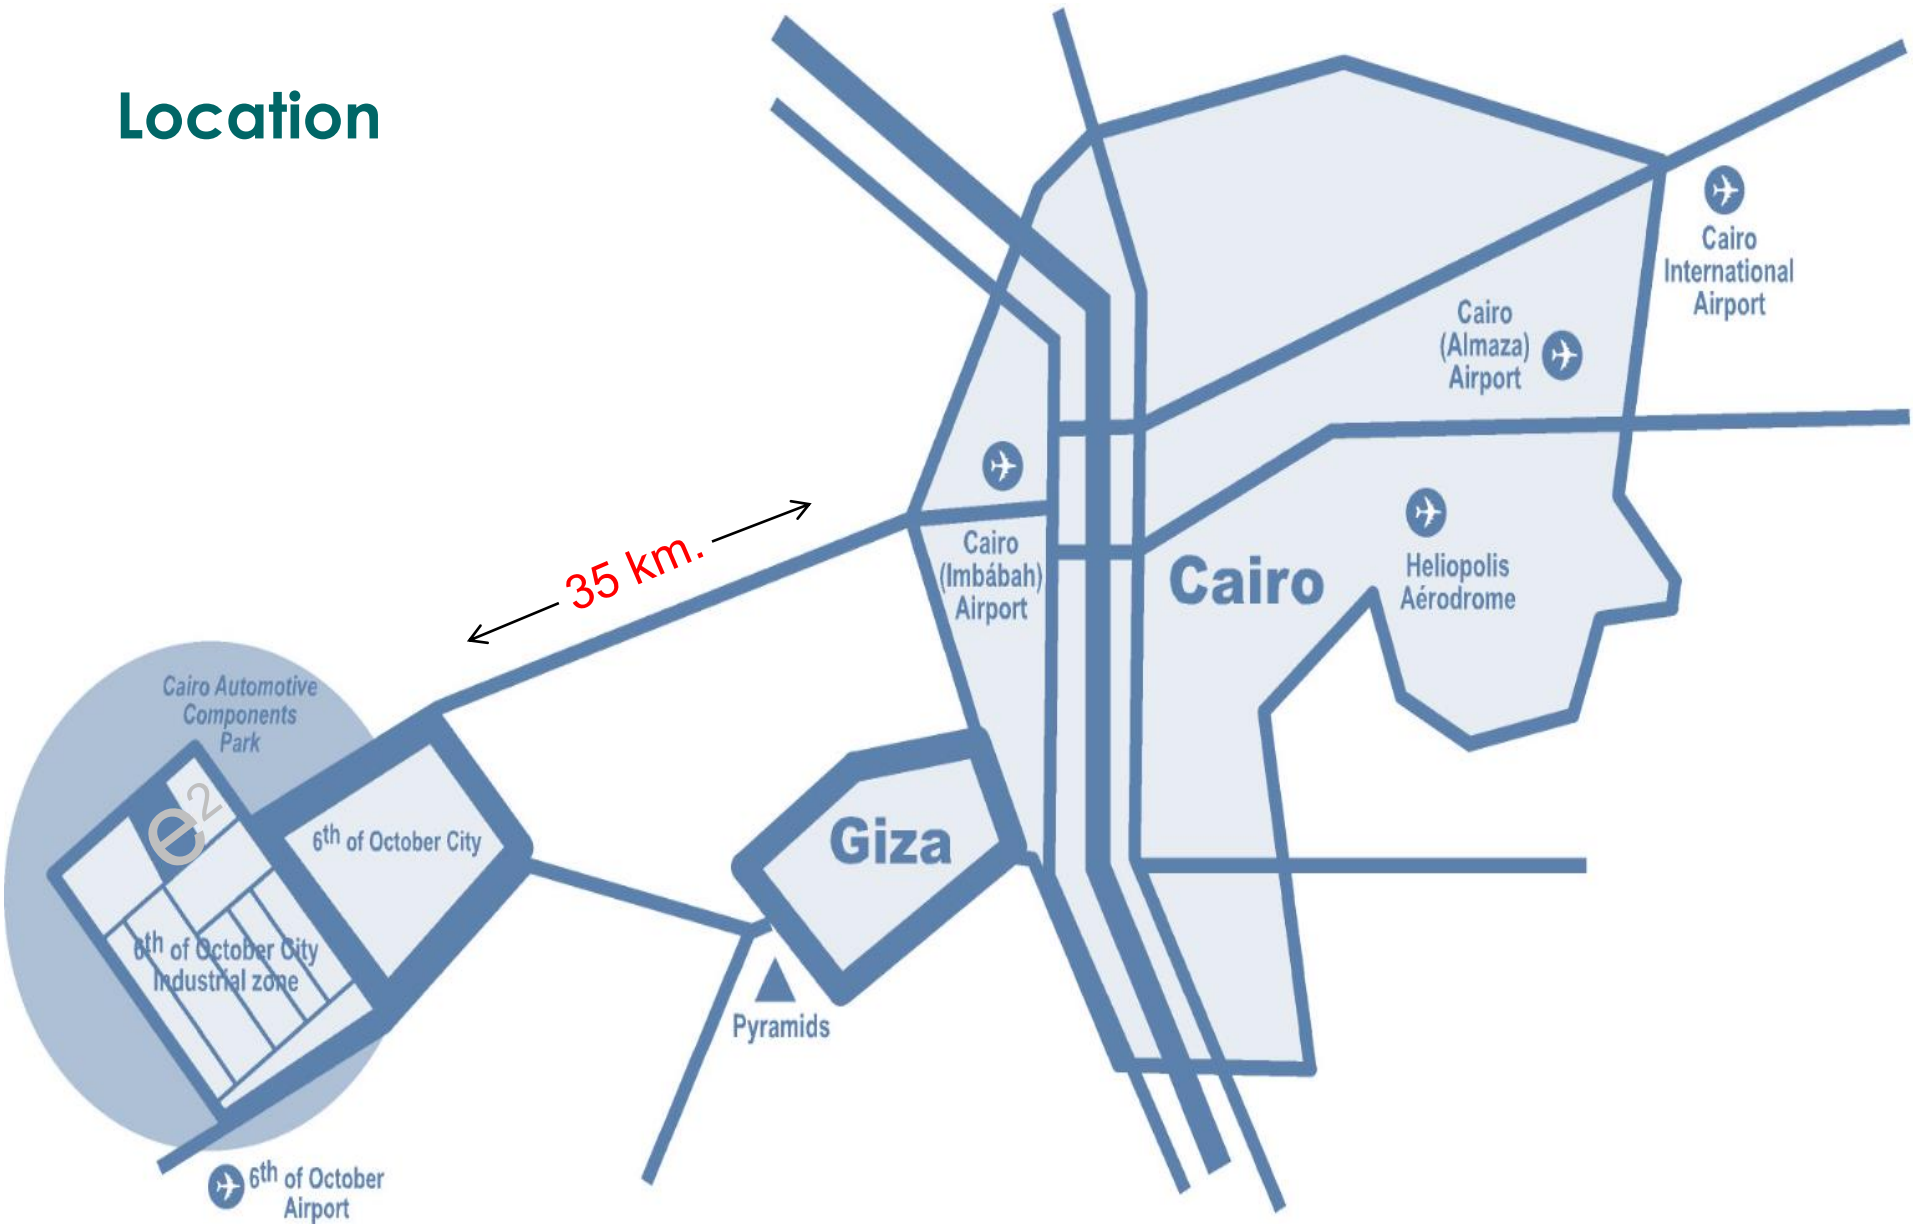 Location
Cairo
International
Airport
Cairo
(Almaza)
Airport
35 km.
Cairo
(Imbábah)
Airport
Cairo
Heliopolis
Aérodrome
Cairo Automotive
Components
Park
e2
6th of October City
Giza
6th of October City
Industrial zone
Pyramids
6th of October
Airport